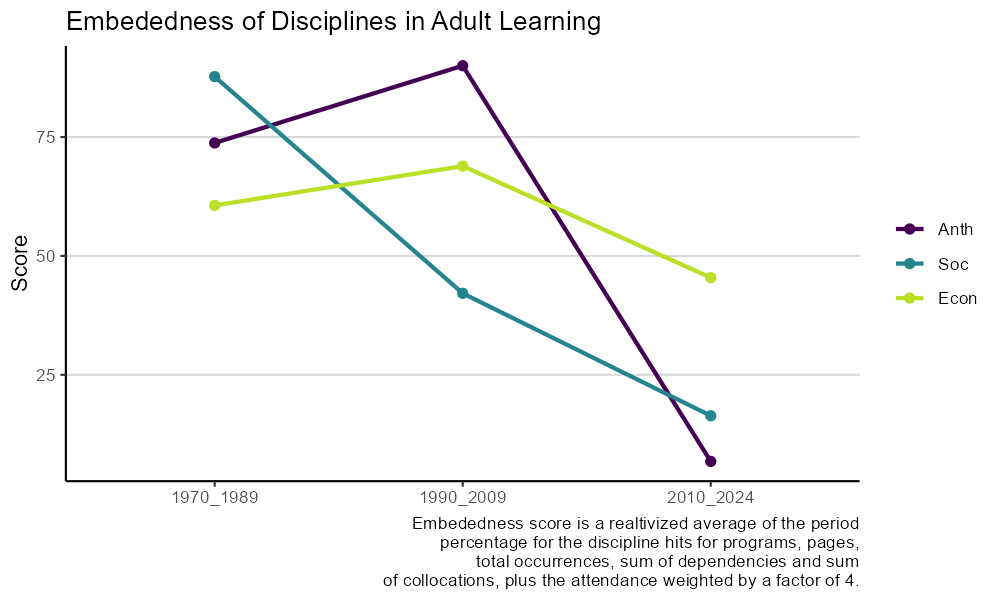 Embededness of Disciplines in Adult Learning
Score
75
50
25
1970_1989
1990_2009
2010_2024
Anth
Soc
Econ
Embededness score is a realtivized average of the period
percentage for the discipline hits for programs, pages,
total occurrences, sum of dependencies and sum
of collocations, plus the attendance weighted by a factor of 4.